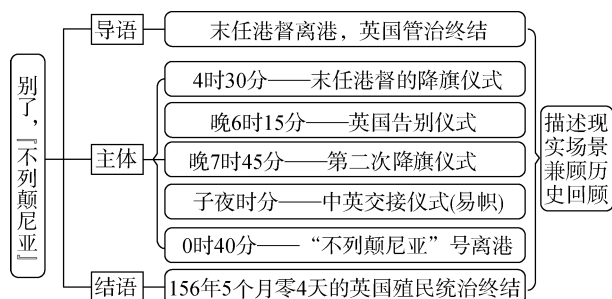 别了，『不列颠尼亚』
导语
末任港督离港，英国管治终结
主体
4时30分——末任港督的降旗仪式
晚6时15分——英国告别仪式
晚7时45分——第二次降旗仪式
子夜时分——中英交接仪式(易帜)
0时40分——“不列颠尼亚”号离港
结语
156年5个月零4天的英国殖民统治终结
描述现
实场景
兼顾历
史回顾